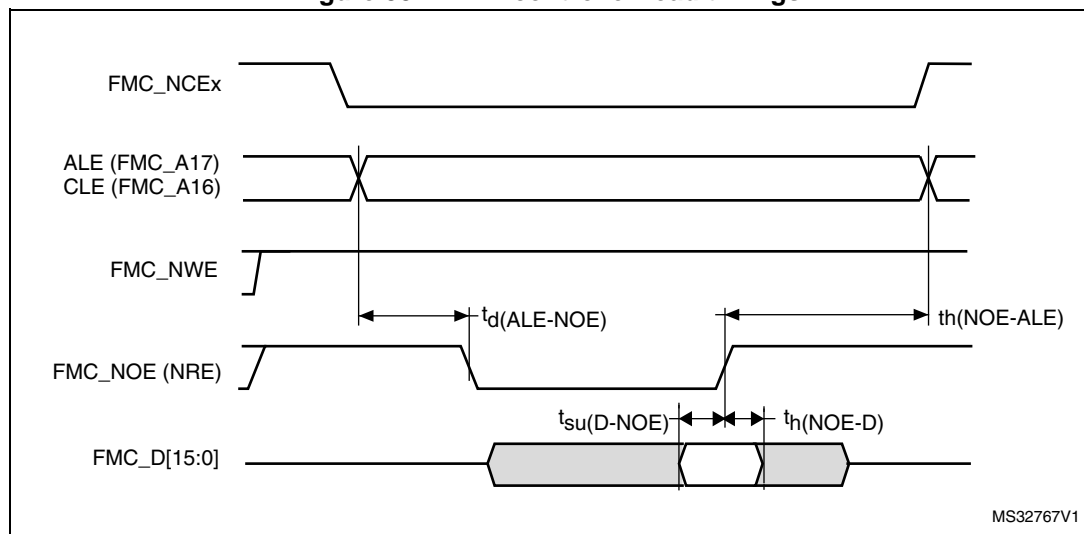 FMC_NCEx
ALE (FMC_A17)
CLE (FMC_A16)
FMC_NWE
td(ALE-NOE)
th(NOE-ALE)
FMC_NOE (NRE)
tsu(D-NOE)
th(NOE-D)
FMC_D[15:0]
MS32767V1